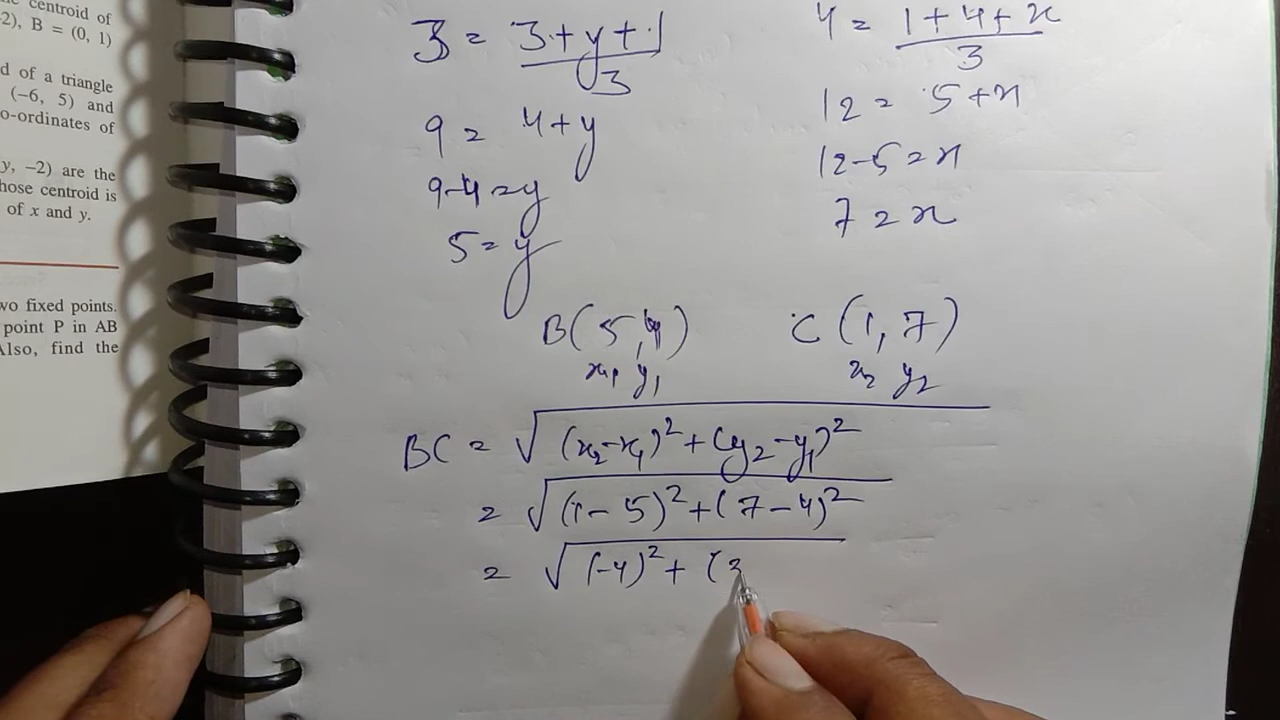 centroid of
2), B = (0, 1)
d of a triangle
(-6, 5) and
o-ordinates of
y, −2) are the
hose centroid is
of x and y.
wo fixed points.
point P in AB
Also, find the
3 = 3+y+1/3
9 = 4+y
9-4=y
5=y
4 = 1+4+x/3
12 = 5+x
12-5=x
7=x
B(5,4) C(1,7)
x₁, y₁ x₂ y₂
BC = √(x₂-x₁)²+(y₂-y₁)²
= √(1-5)²+(7-4)²
= √(-4)²+(3